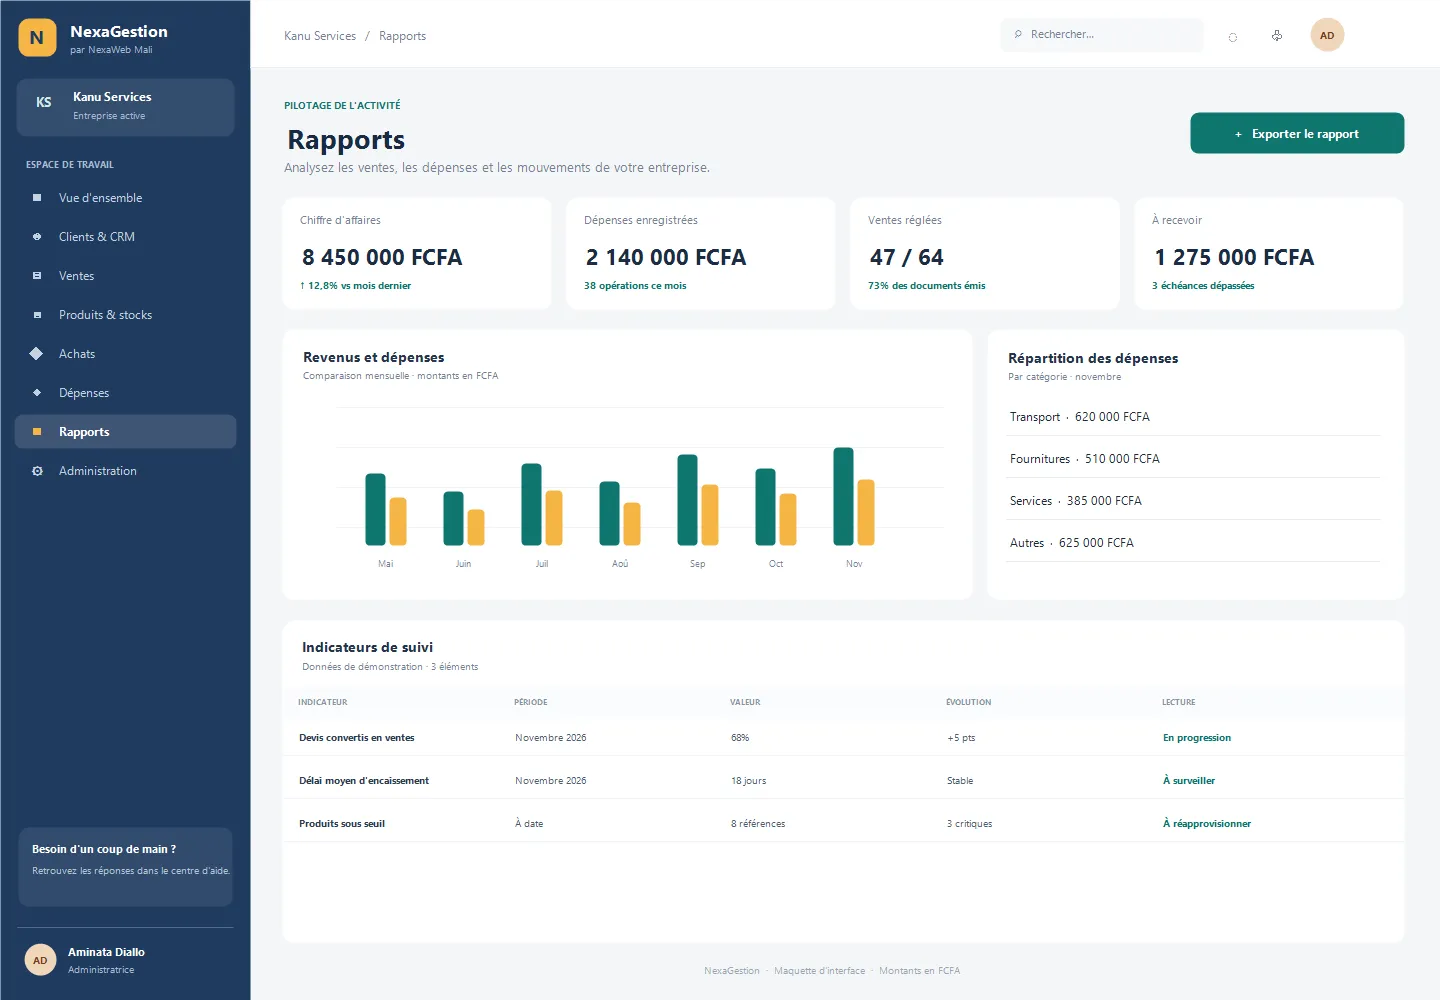 N
NexaGestion
par NexaWeb Mali
KS
Kanu Services
Entreprise active
ESPACE DE TRAVAIL
Vue d'ensemble
Clients & CRM
Ventes
Produits & stocks
Achats
Dépenses
Rapports
Administration
Besoin d'un coup de main ?
Retrouvez les réponses dans le centre d'aide.
AD
Aminata Diallo
Administratrice
Kanu Services / Rapports
Rechercher...
AD
PILOTAGE DE L'ACTIVITÉ
Rapports
Analysez les ventes, les dépenses et les mouvements de votre entreprise.
+ Exporter le rapport
Chiffre d'affaires
8 450 000 FCFA
↑ 12,8% vs mois dernier
Dépenses enregistrées
2 140 000 FCFA
38 opérations ce mois
Ventes réglées
47 / 64
73% des documents émis
À recevoir
1 275 000 FCFA
3 échéances dépassées
Revenus et dépenses
Comparaison mensuelle · montants en FCFA
Mai Juin Juil Aoû Sep Oct Nov
Répartition des dépenses
Par catégorie · novembre
Transport · 620 000 FCFA
Fournitures · 510 000 FCFA
Services · 385 000 FCFA
Autres · 625 000 FCFA
Indicateurs de suivi
Données de démonstration · 3 éléments
INDICATEUR PÉRIODE VALEUR ÉVOLUTION LECTURE
Devis convertis en ventes Novembre 2026 68% +5 pts En progression
Délai moyen d'encaissement Novembre 2026 18 jours Stable À surveiller
Produits sous seuil À date 8 références 3 critiques À réapprovisionner
NexaGestion · Maquette d'interface · Montants en FCFA